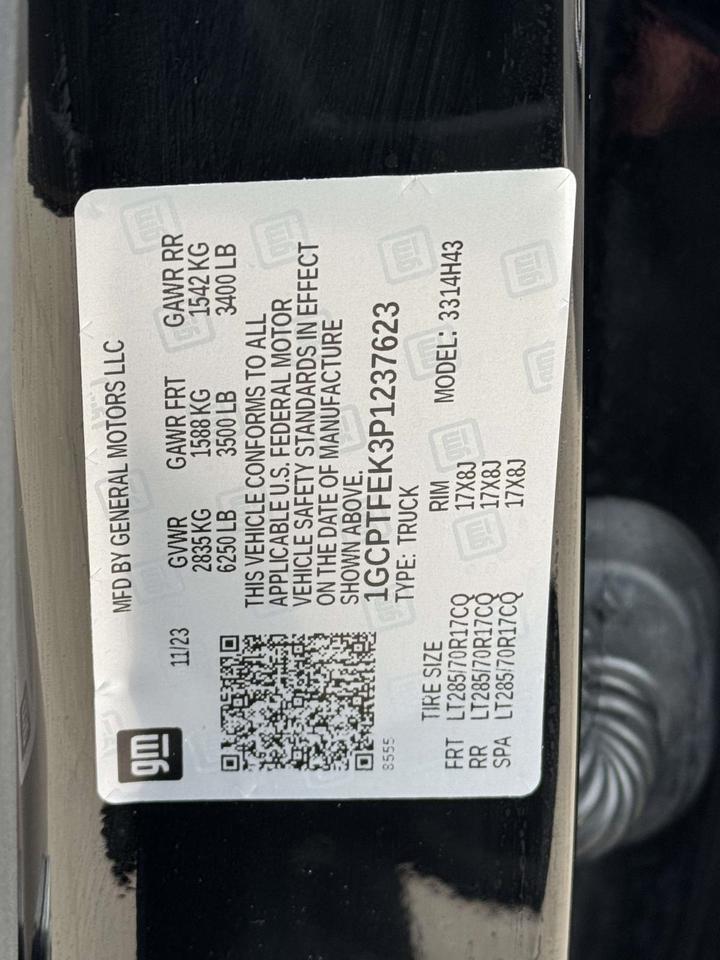 gm
MFD BY GENERAL MOTORS LLC
11/23
GVWR GAWR FRT GAWR RR
2835 KG 1588 KG 1542 KG
6250 LB 3500 LB 3400 LB
THIS VEHICLE CONFORMS TO ALL
APPLICABLE U.S. FEDERAL MOTOR
VEHICLE SAFETY STANDARDS IN EFFECT
ON THE DATE OF MANUFACTURE
SHOWN ABOVE.
1GCPTFEK3P1237623
8555
TYPE: TRUCK
MODEL: 3314H43
TIRE SIZE RIM
FRT LT285/70R17CQ 17X8J
RR LT285/70R17CQ 17X8J
SPA LT285/70R17CQ 17X8J